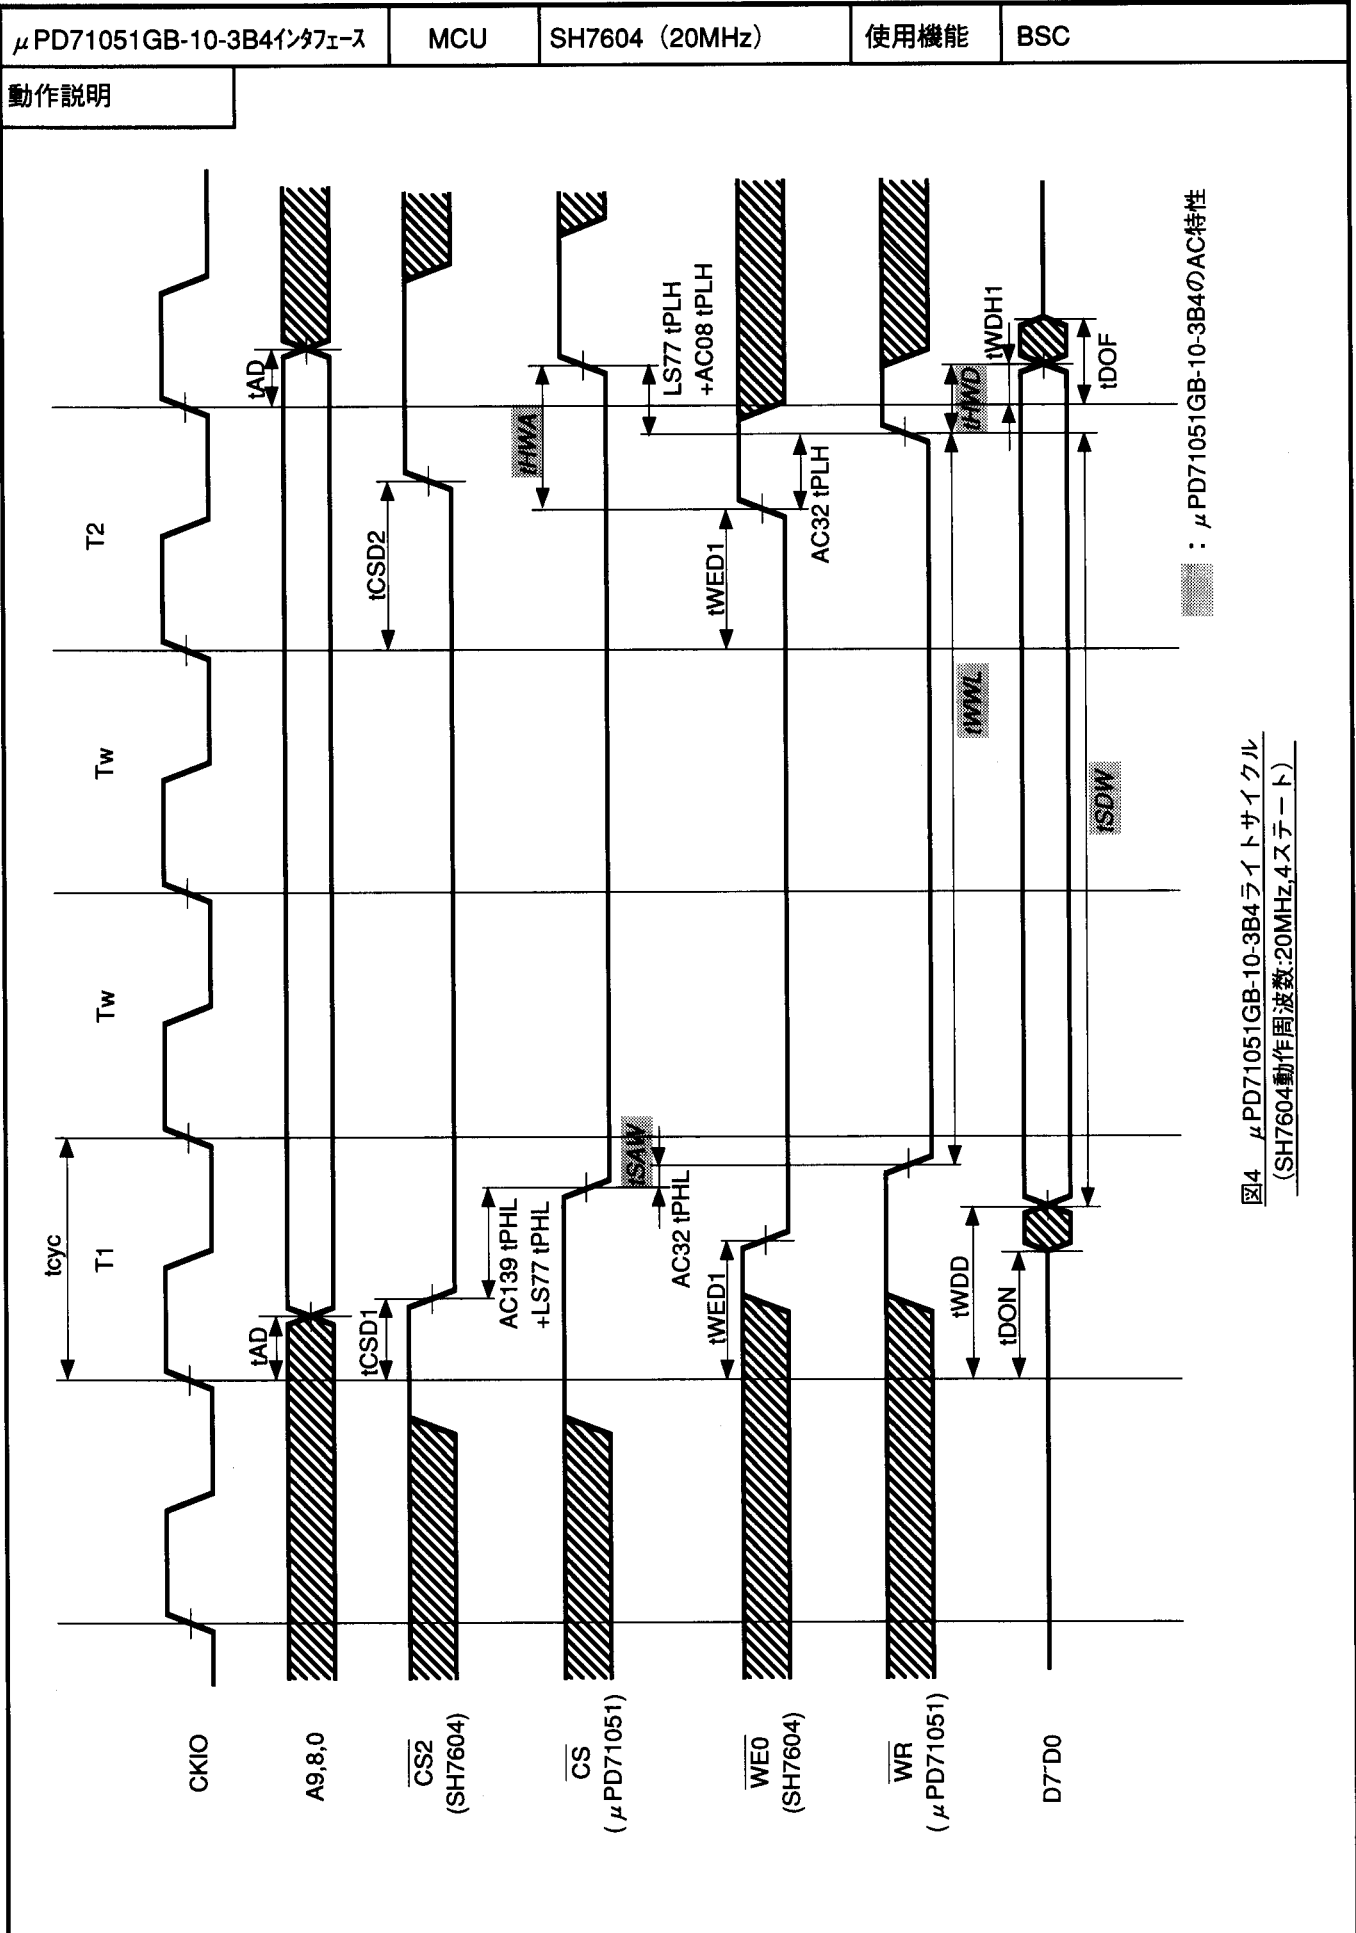 μPD71051GB-10-3B4インタフェース
MCU
SH7604（20MHz）
使用機能
BSC
動作説明
tcyc
T1
Tw
Tw
T2
CKIO
A9,8,0
tAD
tAD
CS2
(SH7604)
tCSD1
tCSD2
CS
(μPD71051)
AC139 tPHL
+LS77 tPHL
tSAW
tHWA
LS77 tPLH
+AC08 tPLH
WE0
(SH7604)
tWED1
AC32 tPHL
tWED1
AC32 tPLH
WR
(μPD71051)
tWWL
tHWD
D7~D0
tWDD
tDON
tSDW
tWDH1
tDOF
：μPD71051GB-10-3B4のAC特性
図4 μPD71051GB-10-3B4ライトサイクル
（SH7604動作周波数:20MHz,4ステート）